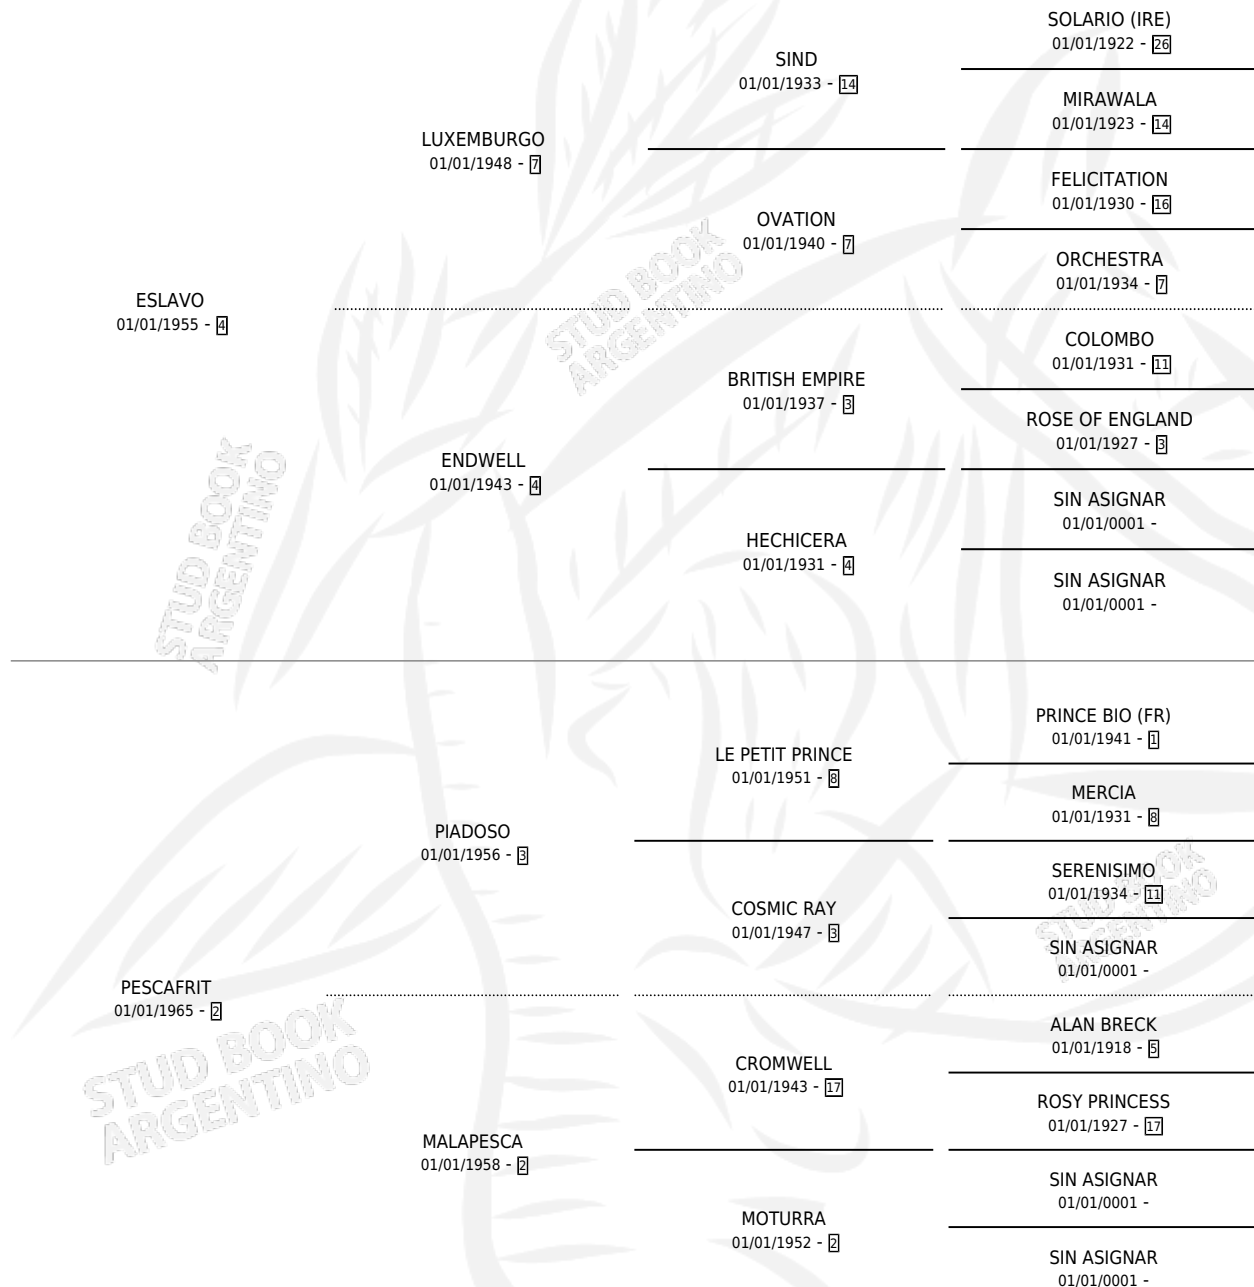 ESLAVO
01/01/1955 - 4
LUXEMBURGO
01/01/1948 - 7
SIND
01/01/1933 - 14
SOLARIO (IRE)
01/01/1922 - 26
MIRAWALA
01/01/1923 - 14
OVATION
01/01/1940 - 7
FELICITATION
01/01/1930 - 16
ORCHESTRA
01/01/1934 - 7
ENDWELL
01/01/1943 - 4
BRITISH EMPIRE
01/01/1937 - 3
COLOMBO
01/01/1931 - 11
ROSE OF ENGLAND
01/01/1927 - 3
HECHICERA
01/01/1931 - 4
SIN ASIGNAR
01/01/0001 -
SIN ASIGNAR
01/01/0001 -
PESCAFRIT
01/01/1965 - 2
PIADOSO
01/01/1956 - 3
LE PETIT PRINCE
01/01/1951 - 8
PRINCE BIO (FR)
01/01/1941 - 1
MERCIA
01/01/1931 - 8
COSMIC RAY
01/01/1947 - 3
SERENISIMO
01/01/1934 - 11
SIN ASIGNAR
01/01/0001 -
MALAPESCA
01/01/1958 - 2
CROMWELL
01/01/1943 - 17
ALAN BRECK
01/01/1918 - 5
ROSY PRINCESS
01/01/1927 - 17
MOTURRA
01/01/1952 - 2
SIN ASIGNAR
01/01/0001 -
SIN ASIGNAR
01/01/0001 -
STUD BOOK
ARGENTINO
STUD BOOK
ARGENTINO
STUD BOOK
ARGENTINO
STUD BOOK
ARGENTINO